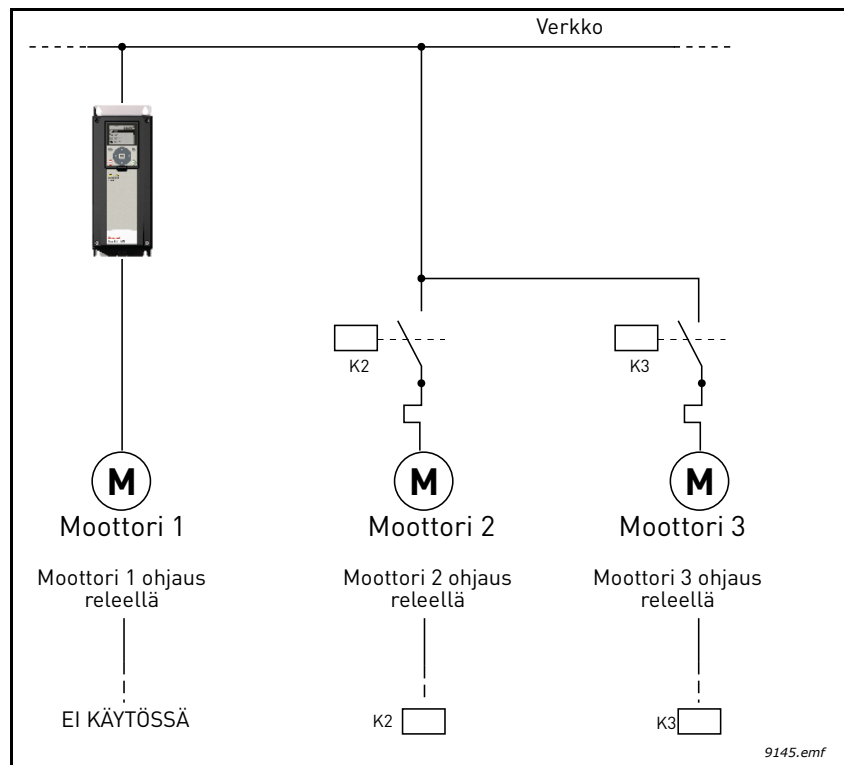 Verkko
K2
K3
M
M
M
Moottori 1
Moottori 2
Moottori 3
Moottori 1 ohjaus
releellä
Moottori 2 ohjaus
releellä
Moottori 3 ohjaus
releellä
EI KÄYTÖSSÄ
K2
K3
9145.emf